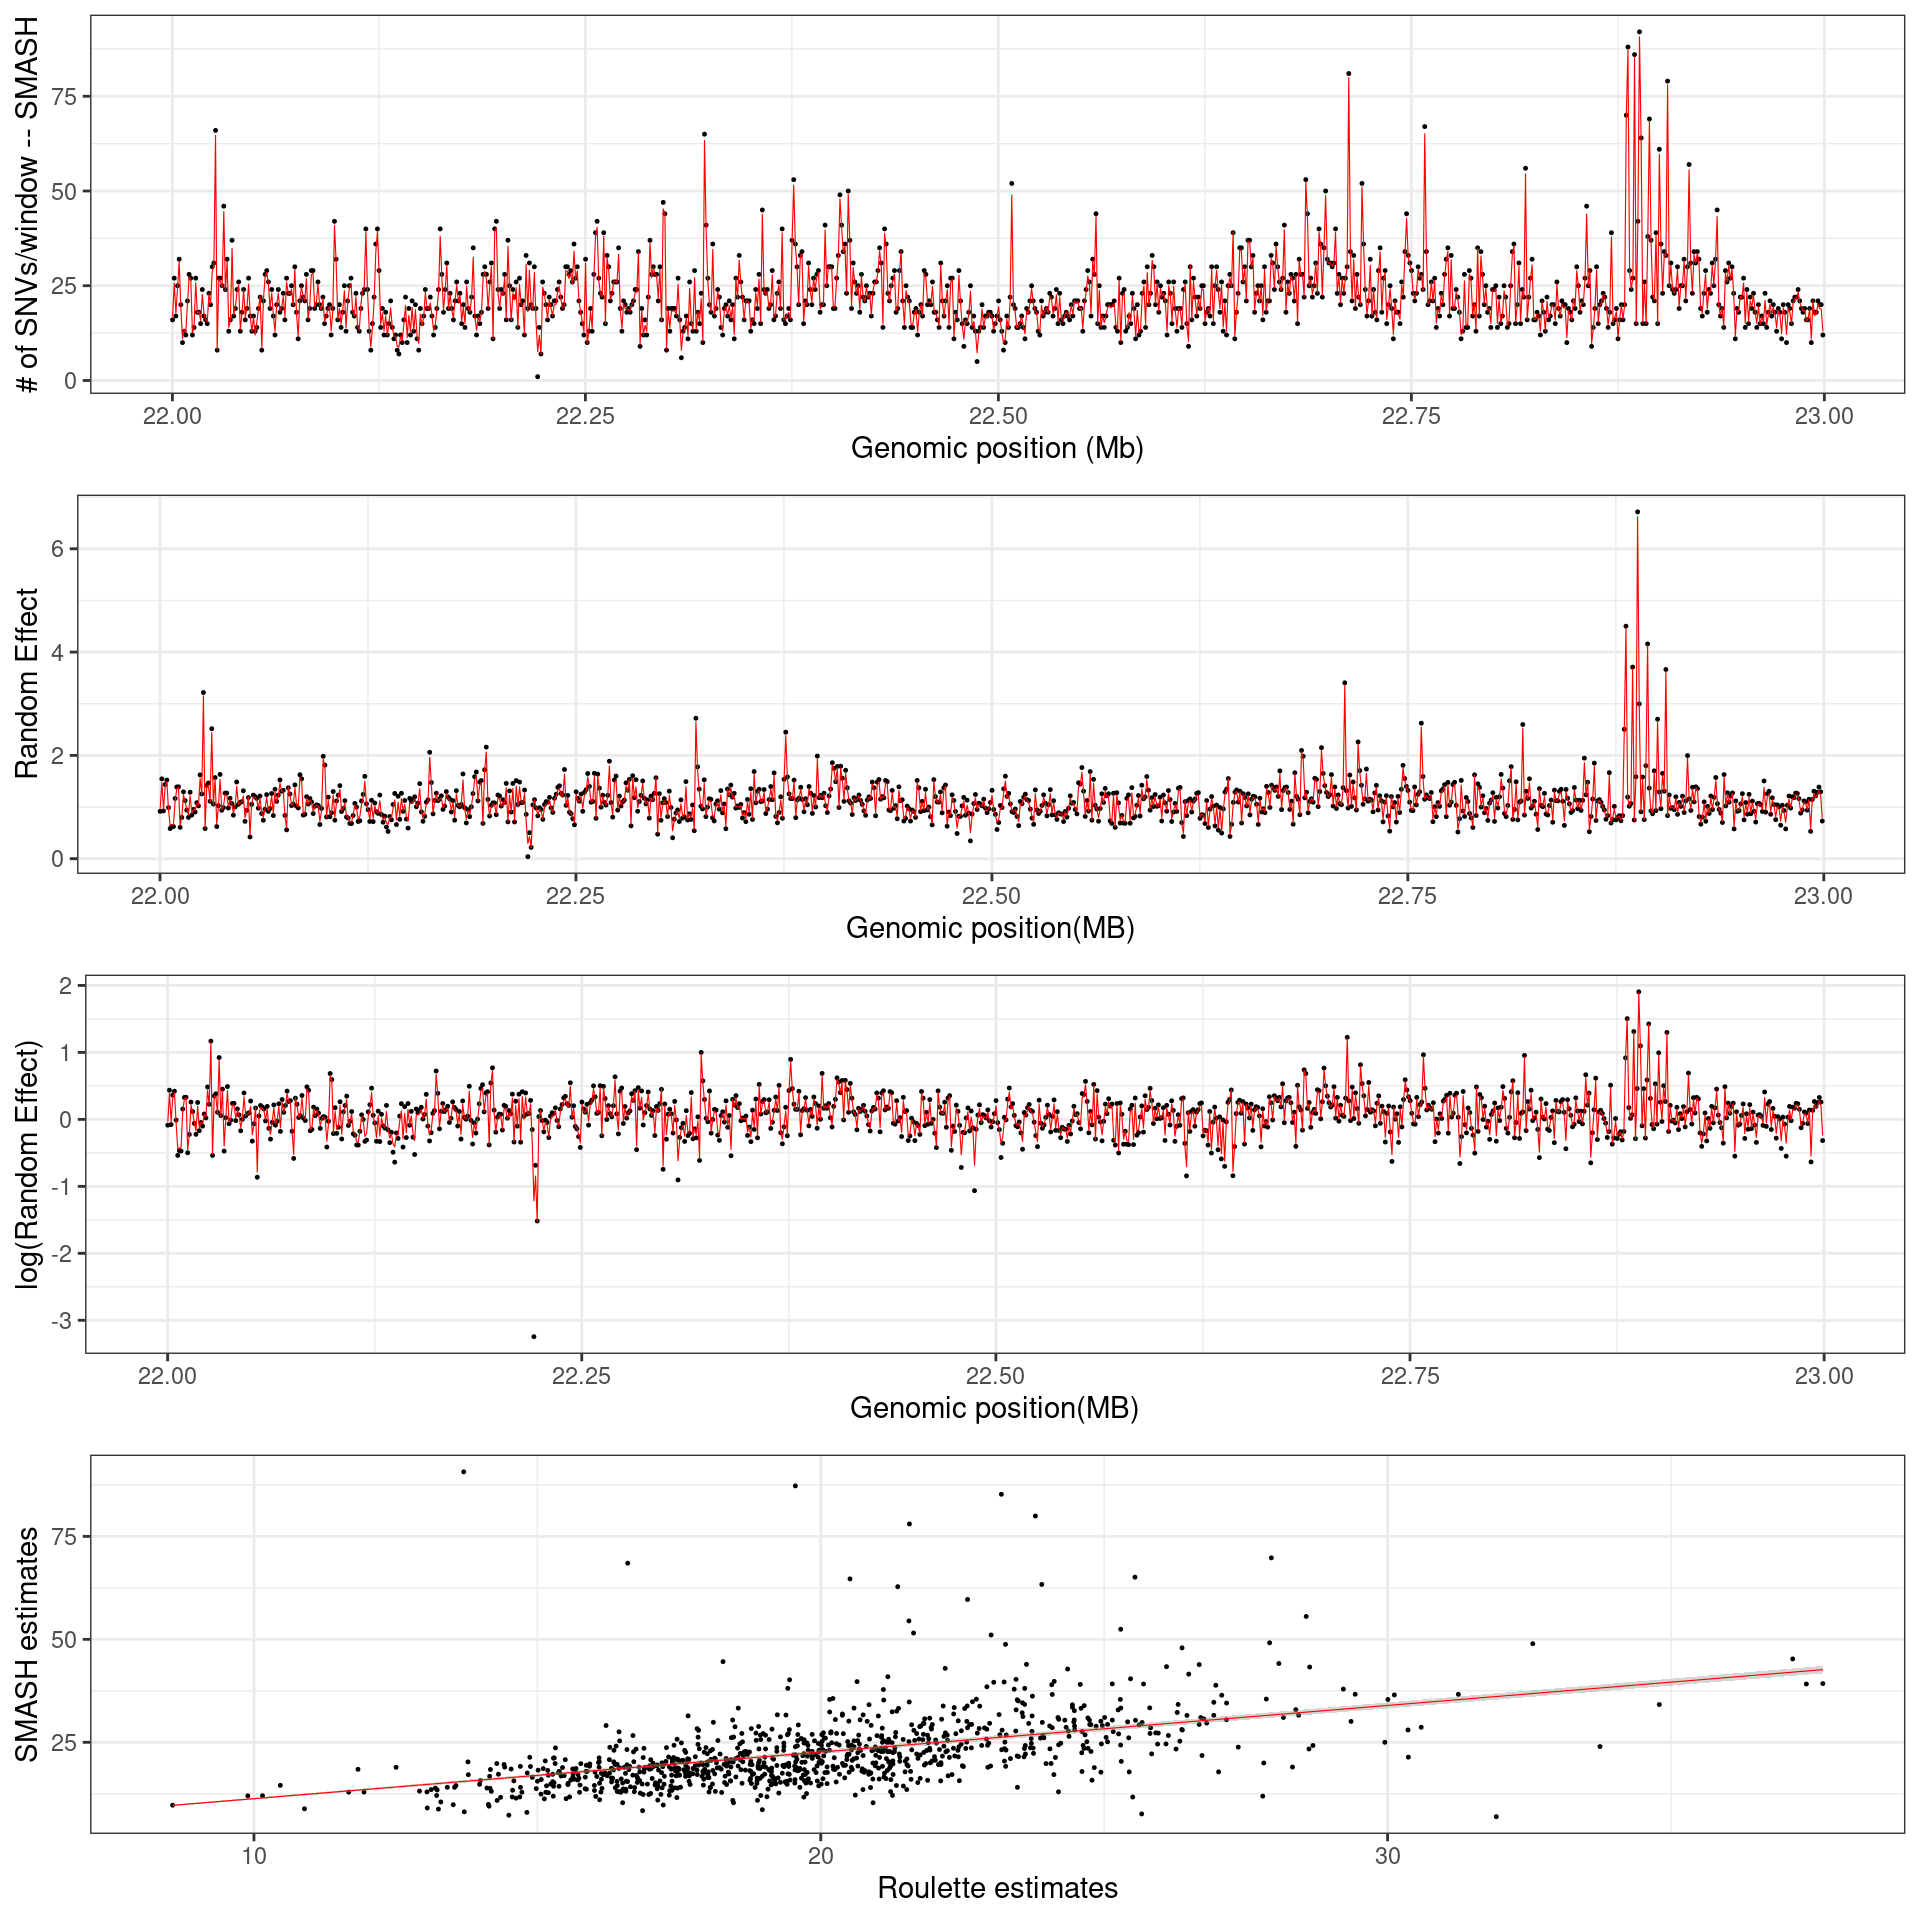 # of SNVs/window -- SMASH
75
50
25
0
22.00 22.25 22.50 22.75 23.00
Genomic position (Mb)
Random Effect
6
4
2
0
22.00 22.25 22.50 22.75 23.00
Genomic position(MB)
log(Random Effect)
2
1
0
-1
-2
-3
22.00 22.25 22.50 22.75 23.00
Genomic position(MB)
SMASH estimates
75
50
25
10 20 30
Roulette estimates